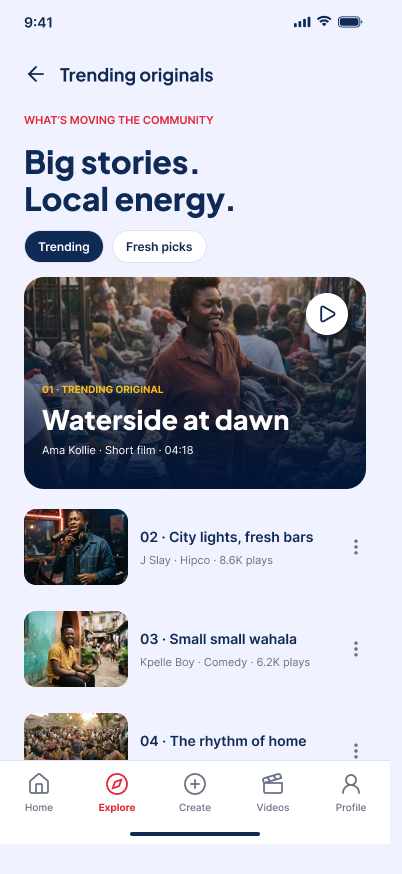 9:41
Trending originals
WHAT'S MOVING THE COMMUNITY
Big stories.
Local energy.
Trending
Fresh picks
01 · TRENDING ORIGINAL
Waterside at dawn
Ama Kollie · Short film · 04:18
02 · City lights, fresh bars
J Slay · Hipco · 8.6K plays
03 · Small small wahala
Kpelle Boy · Comedy · 6.2K plays
04 · The rhythm of home
Home
Explore
Create
Videos
Profile